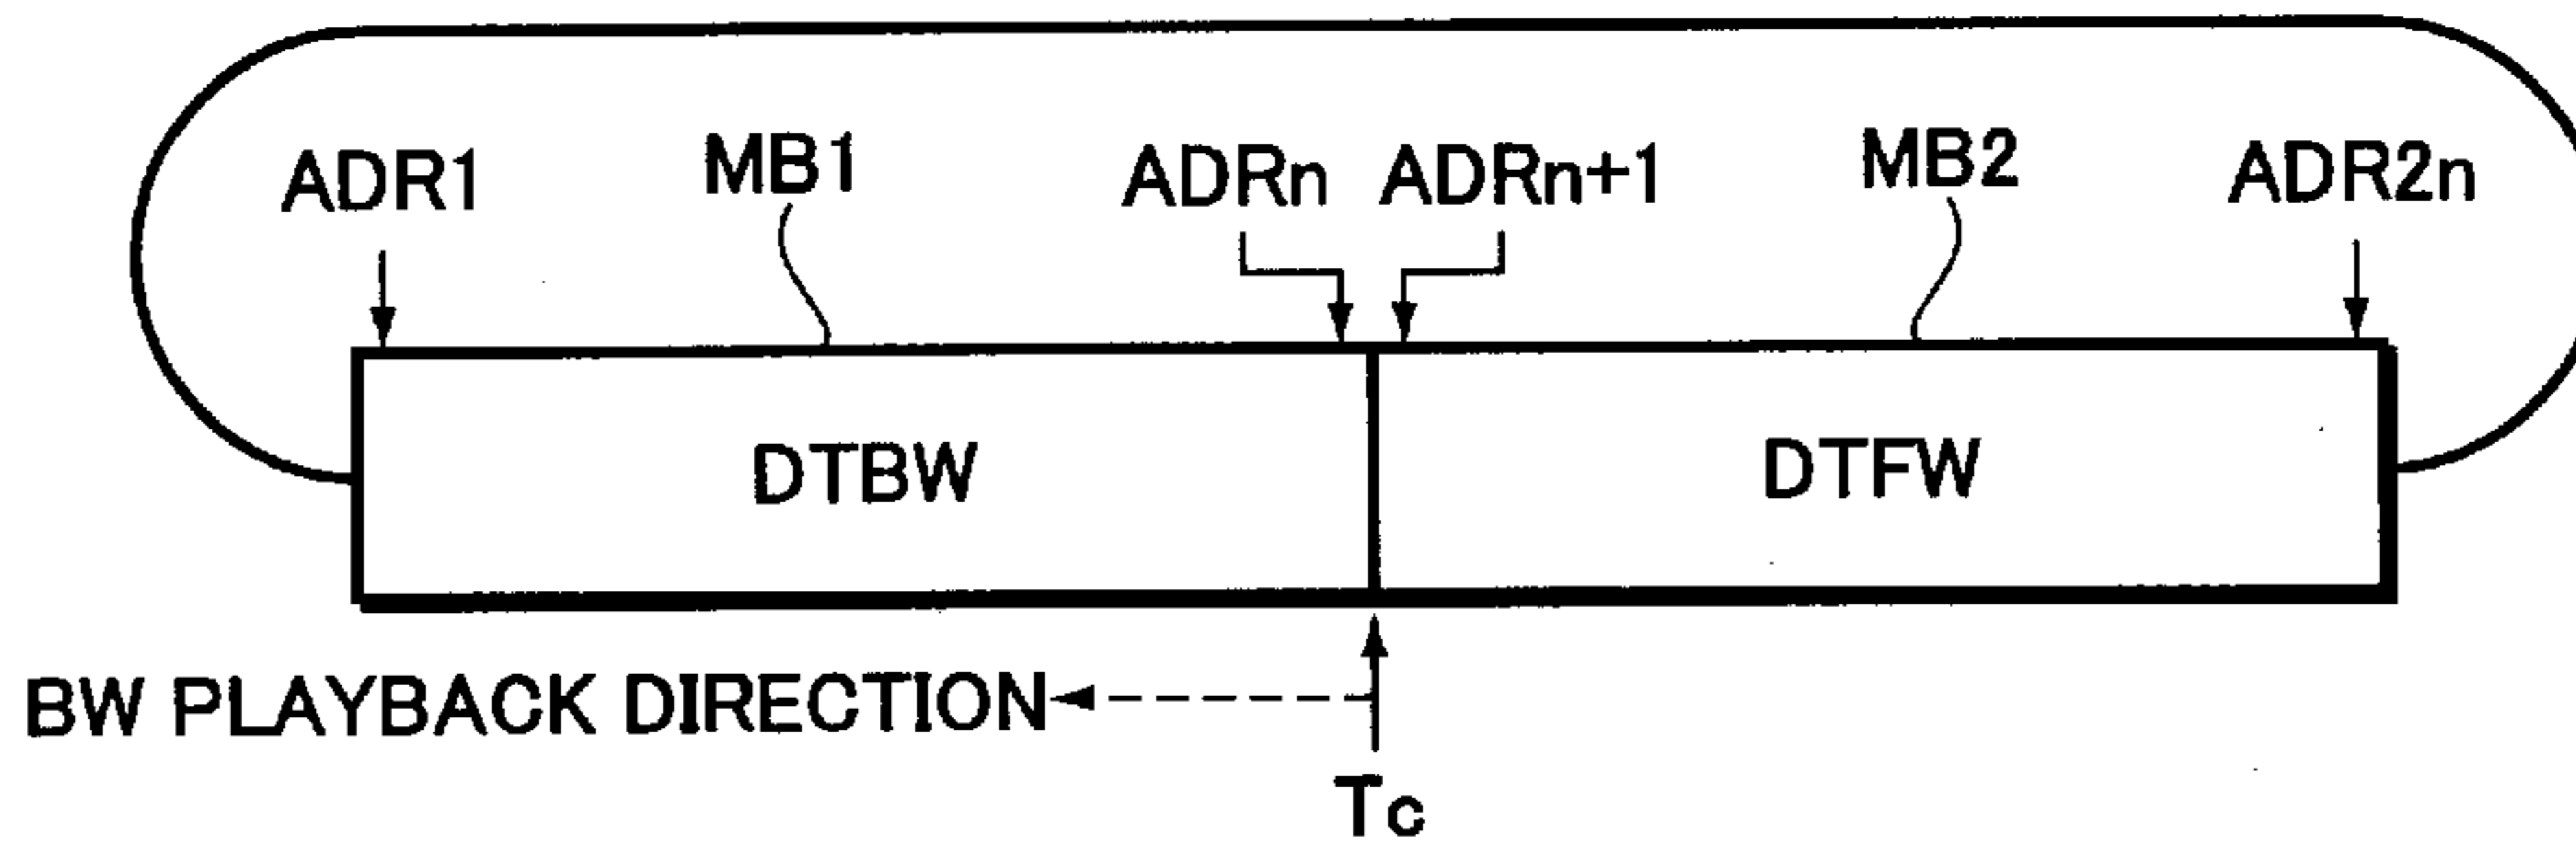 ADR1
MB1
ADRn
ADRn+1
MB2
ADR2n
DTBW
DTFW
BW PLAYBACK DIRECTION
Tc